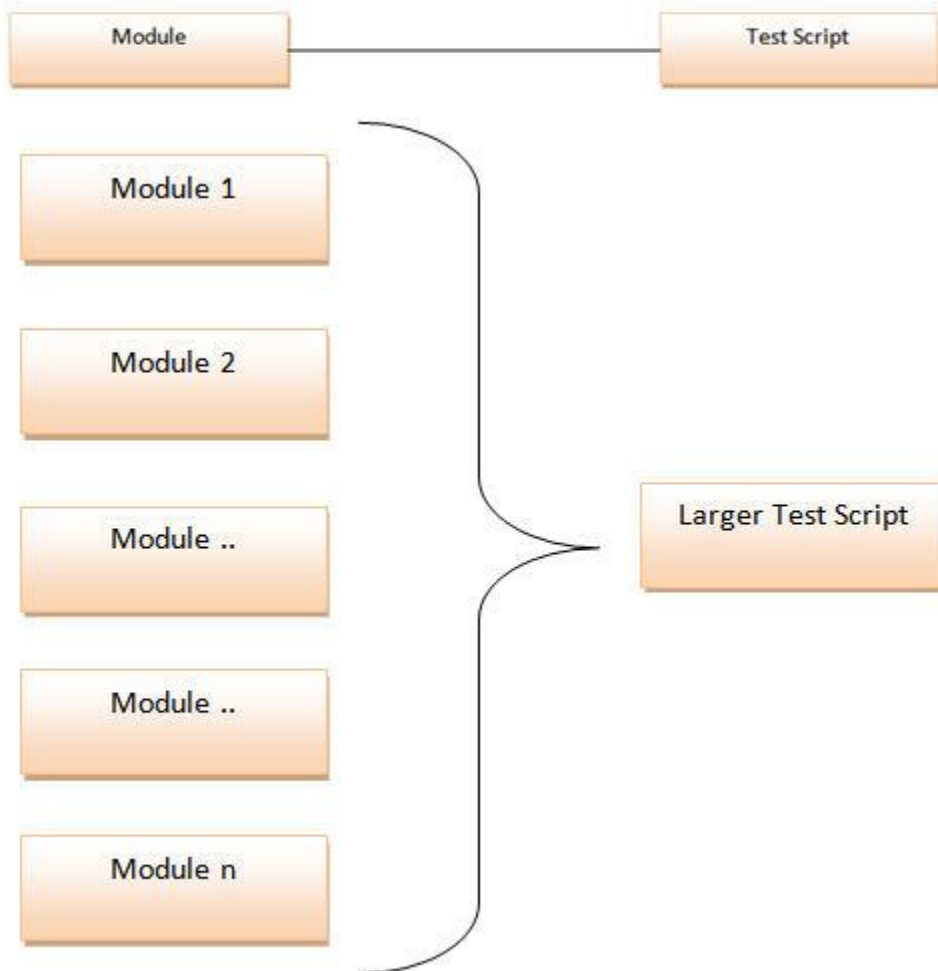 Module
Test Script
Module 1
Module 2
Module ..
Larger Test Script
Module ..
Module n